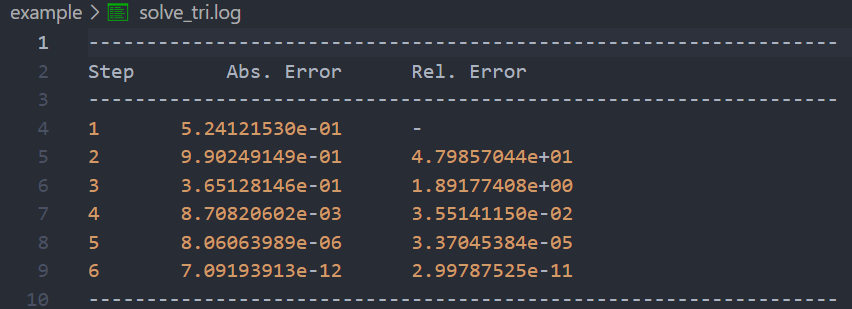 example > solve_tri.log
1 ----------------------------------------------------------------
2 Step        Abs. Error      Rel. Error
3 ----------------------------------------------------------------
4 1       5.24121530e-01      -
5 2       9.90249149e-01      4.79857044e+01
6 3       3.65128146e-01      1.89177408e+00
7 4       8.70820602e-03      3.55141150e-02
8 5       8.06063989e-06      3.37045384e-05
9 6       7.09193913e-12      2.99787525e-11
10 ----------------------------------------------------------------